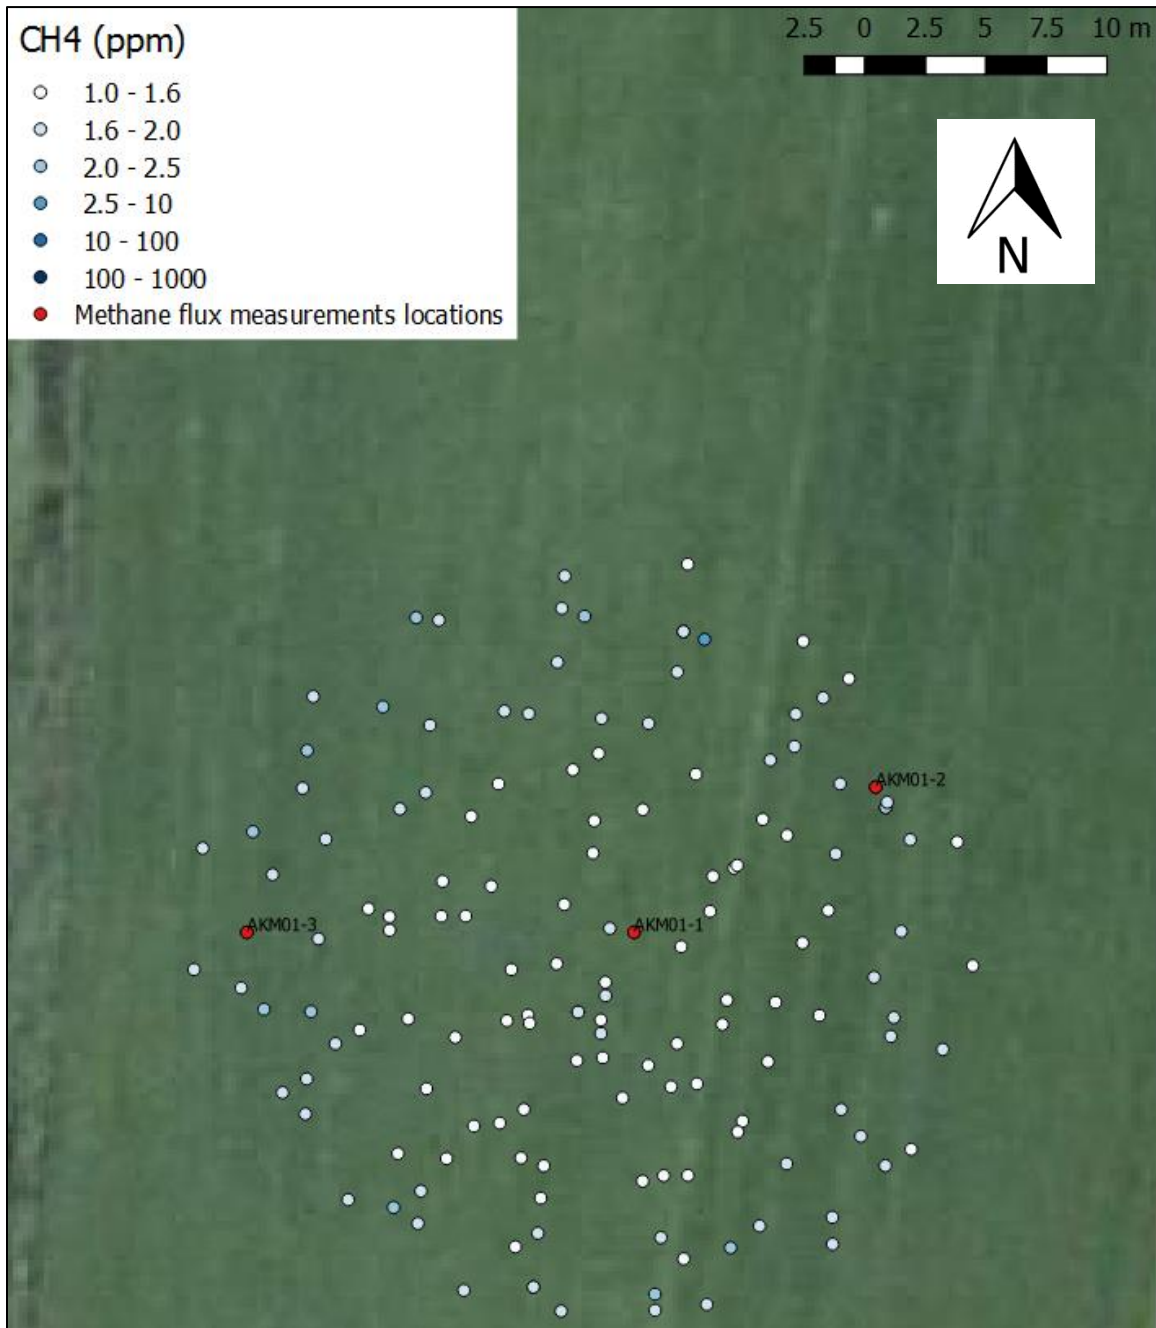 CH4 (ppm)
1.0 - 1.6
1.6 - 2.0
2.0 - 2.5
2.5 - 10
10 - 100
100 - 1000
Methane flux measurements locations
2.5 0 2.5 5 7.5 10 m
N
AKM01-2
AKM01-3
AKM01-1